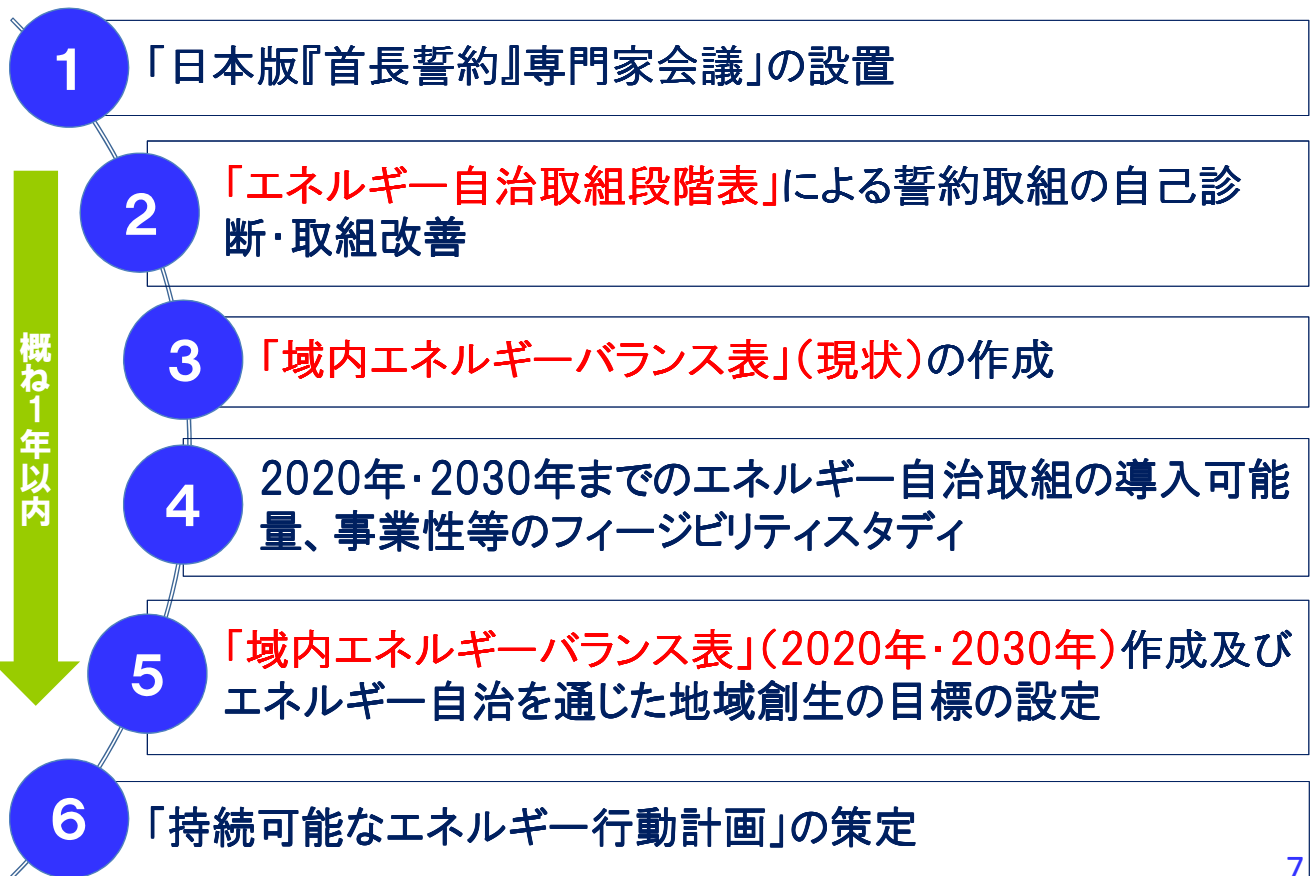 1
「日本版『首長誓約』専門家会議」の設置
2
「エネルギー自治取組段階表」による誓約取組の自己診
断・取組改善
概ね1年以内
3
「域内エネルギーバランス表」(現状)の作成
4
2020年・2030年までのエネルギー自治取組の導入可能
量、事業性等のフィージビリティスタディ
5
「域内エネルギーバランス表」(2020年・2030年)作成及び
エネルギー自治を通じた地域創生の目標の設定
6
「持続可能なエネルギー行動計画」の策定
7